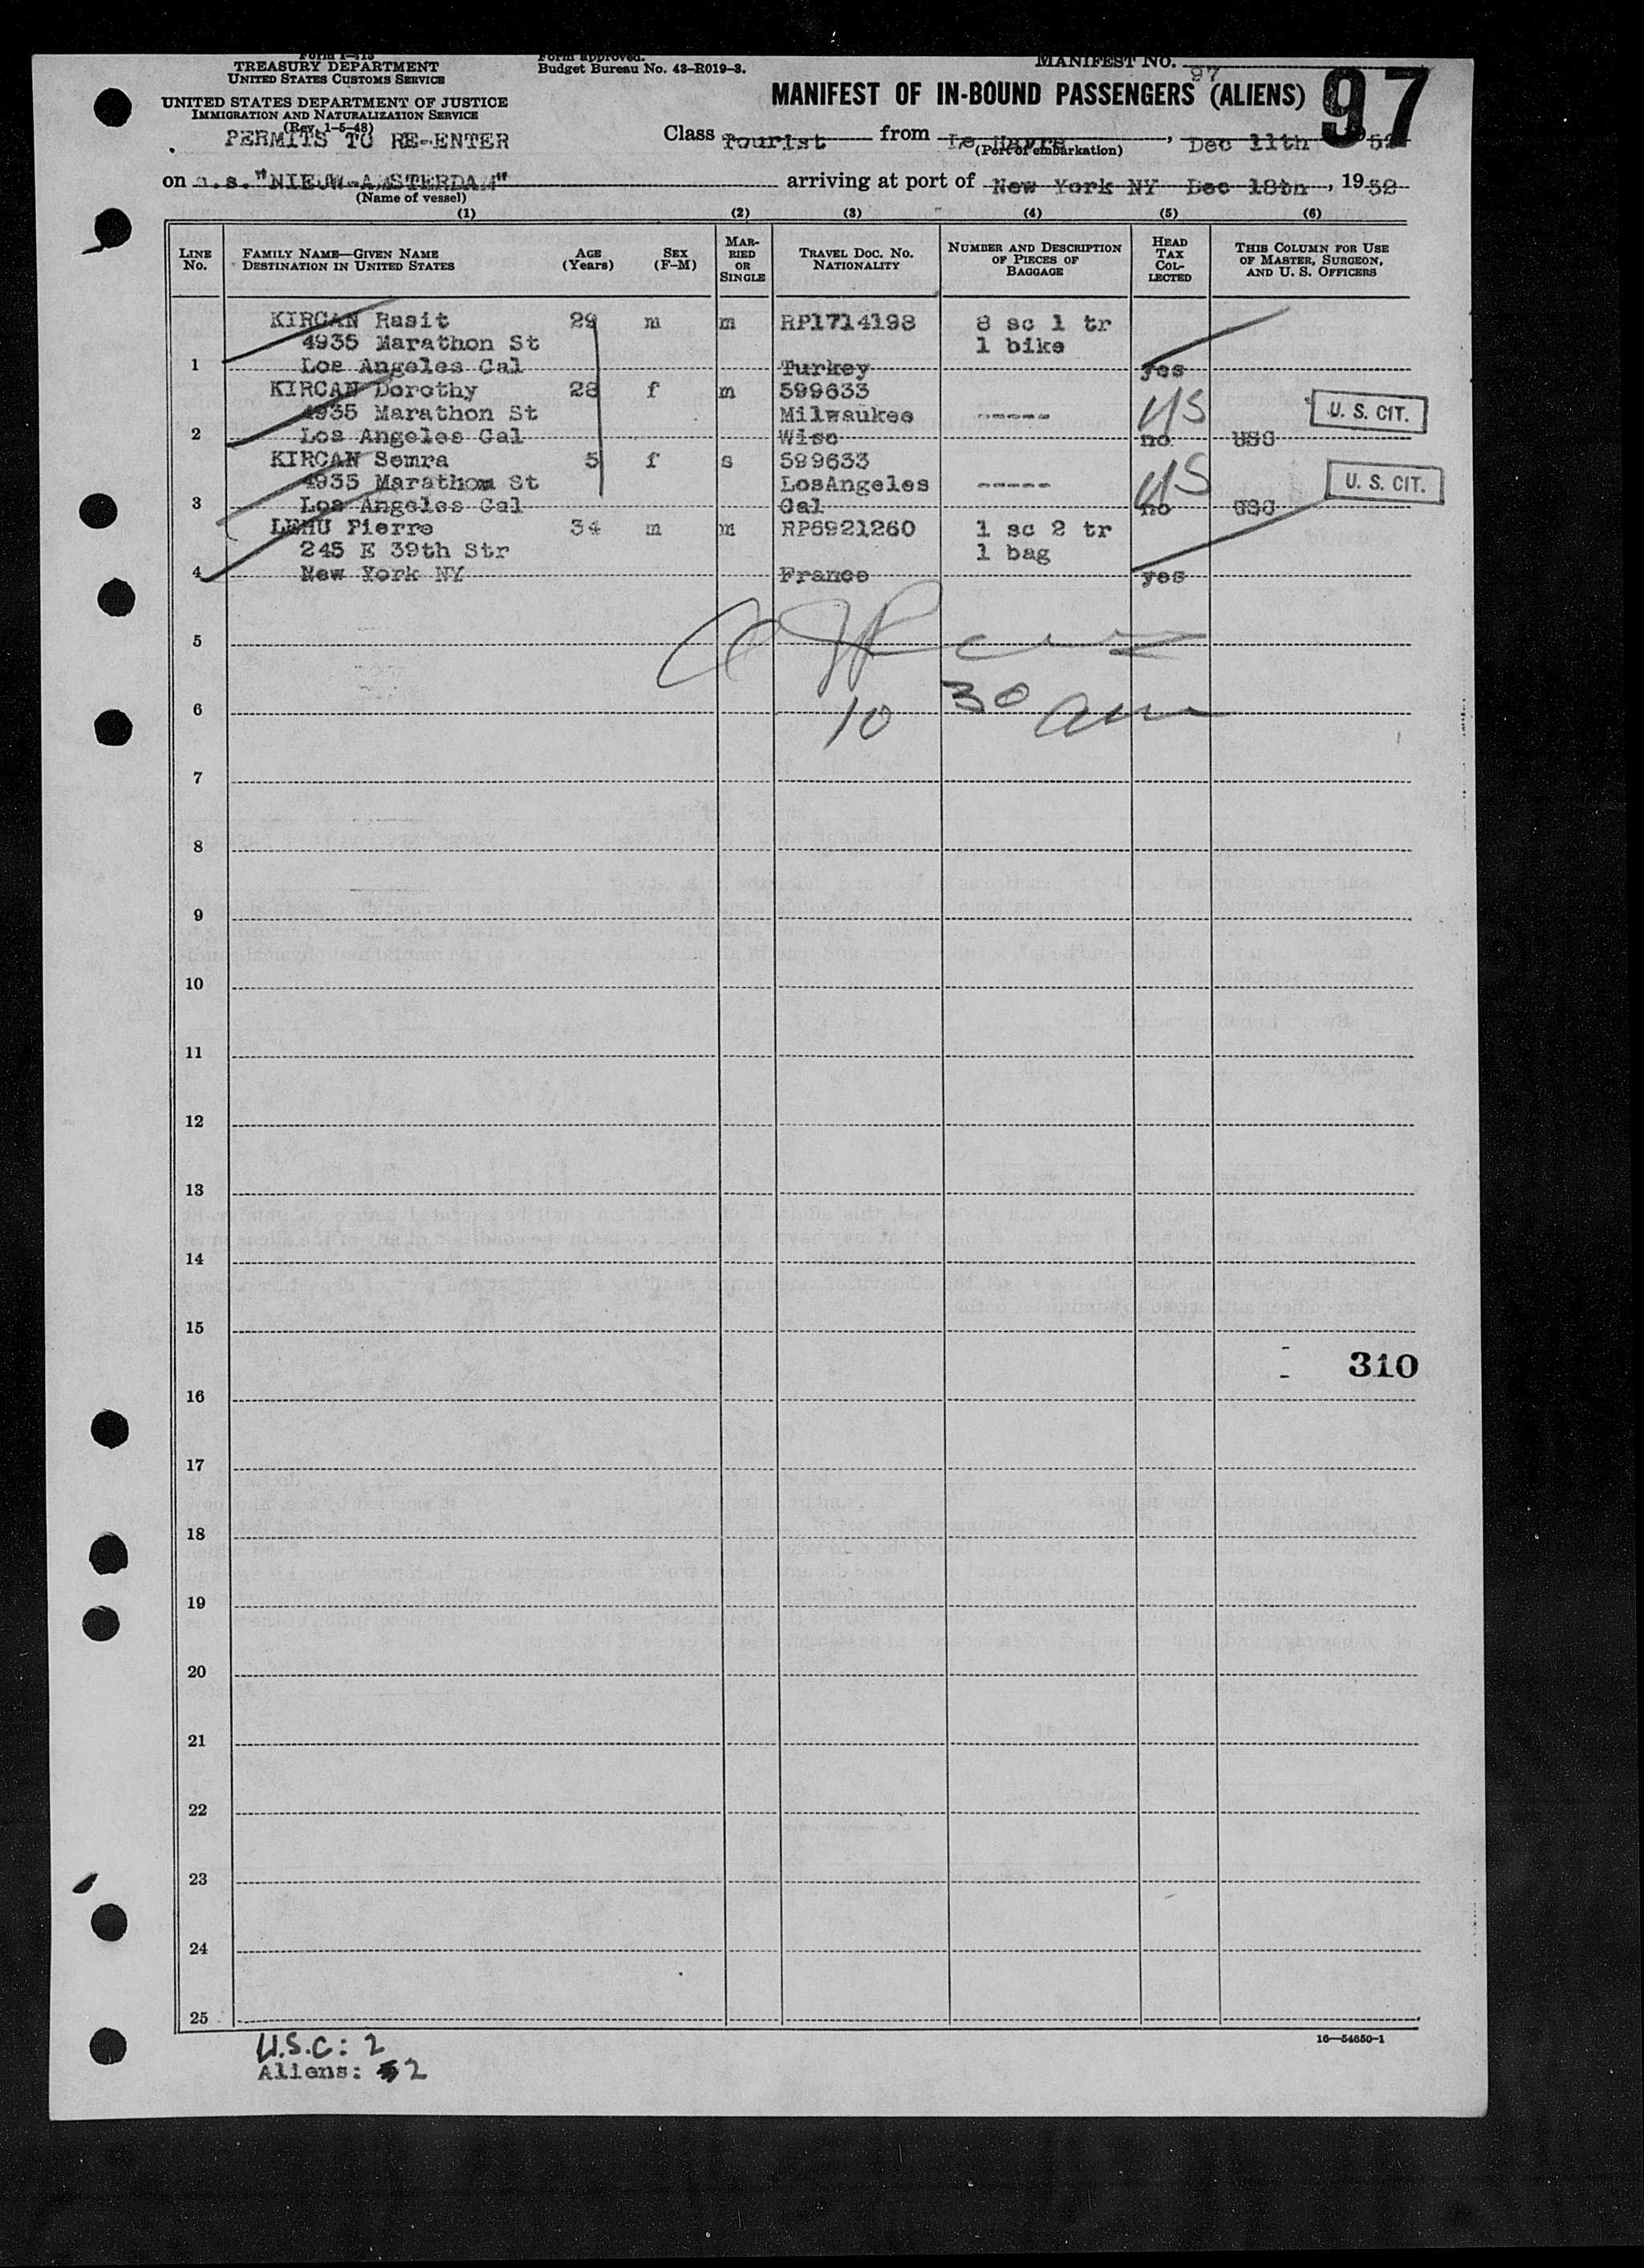 Form I-415
TREASURY DEPARTMENT
UNITED STATES CUSTOMS SERVICE
UNITED STATES DEPARTMENT OF JUSTICE
IMMIGRATION AND NATURALIZATION SERVICE
(Rev. 1-5-48)
PERMITS TO RE-ENTER
Form approved.
Budget Bureau No. 43-R019-3.
MANIFEST NO.
97
97
MANIFEST OF IN-BOUND PASSENGERS (ALIENS)
Class Tourist from Le Havre, Dec 11th 52
(Port of embarkation)
on s.s. "NIEUW-AMSTERDAM" arriving at port of New York NY Dec 18th, 1952
(Name of vessel)
(1) (2) (3) (4) (5) (6)
LINE No. FAMILY NAME—GIVEN NAME DESTINATION IN UNITED STATES AGE (Years) SEX (F-M) MARRIED OR SINGLE TRAVEL DOC. NO. NATIONALITY NUMBER AND DESCRIPTION OF PIECES OF BAGGAGE HEAD TAX COLLECTED THIS COLUMN FOR USE OF MASTER, SURGEON, AND U. S. OFFICERS
KIRCAN Rasit 29 m m RP1714198 8 sc 1 tr
4935 Marathon St 1 bike
1 Los Angeles Cal Turkey yes
KIRCAN Dorothy 28 f m 599633
4935 Marathon St Milwaukee ----- US U. S. CIT.
2 Los Angeles Cal Wisc no USC
KIRCAN Semra 5 f s 599633
4935 Marathon St LosAngeles ----- US U. S. CIT.
3 Los Angeles Cal Cal no USC
LEHU Pierre 34 m m RP6921260 1 sc 2 tr
245 E 39th Str 1 bag
4 New York NY France yes
5
6 10 30 am
7
8
9
10
11
12
13
14
15
310
16
17
18
19
20
21
22
23
24
25
16—54650-1
U.S.C: 2
Aliens: 2